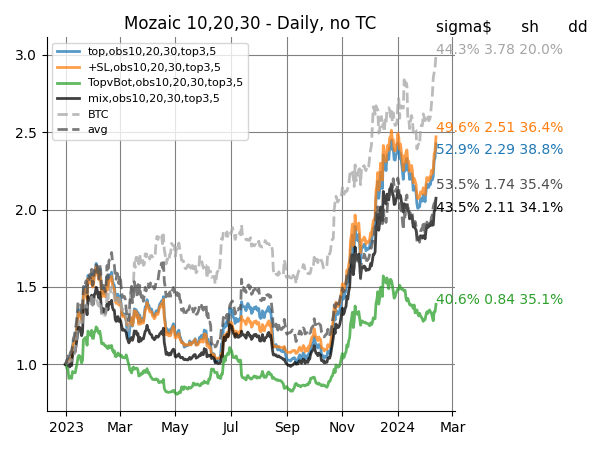 Mozaic 10,20,30 - Daily, no TC
sigma$ sh dd
3.0
2.5
2.0
1.5
1.0
top,obs10,20,30,top3,5
+SL,obs10,20,30,top3,5
TopvBot,obs10,20,30,top3,5
mix,obs10,20,30,top3,5
BTC
avg
44.3% 3.78 20.0%
49.6% 2.51 36.4%
52.9% 2.29 38.8%
53.5% 1.74 35.4%
43.5% 2.11 34.1%
40.6% 0.84 35.1%
2023 Mar May Jul Sep Nov 2024 Mar